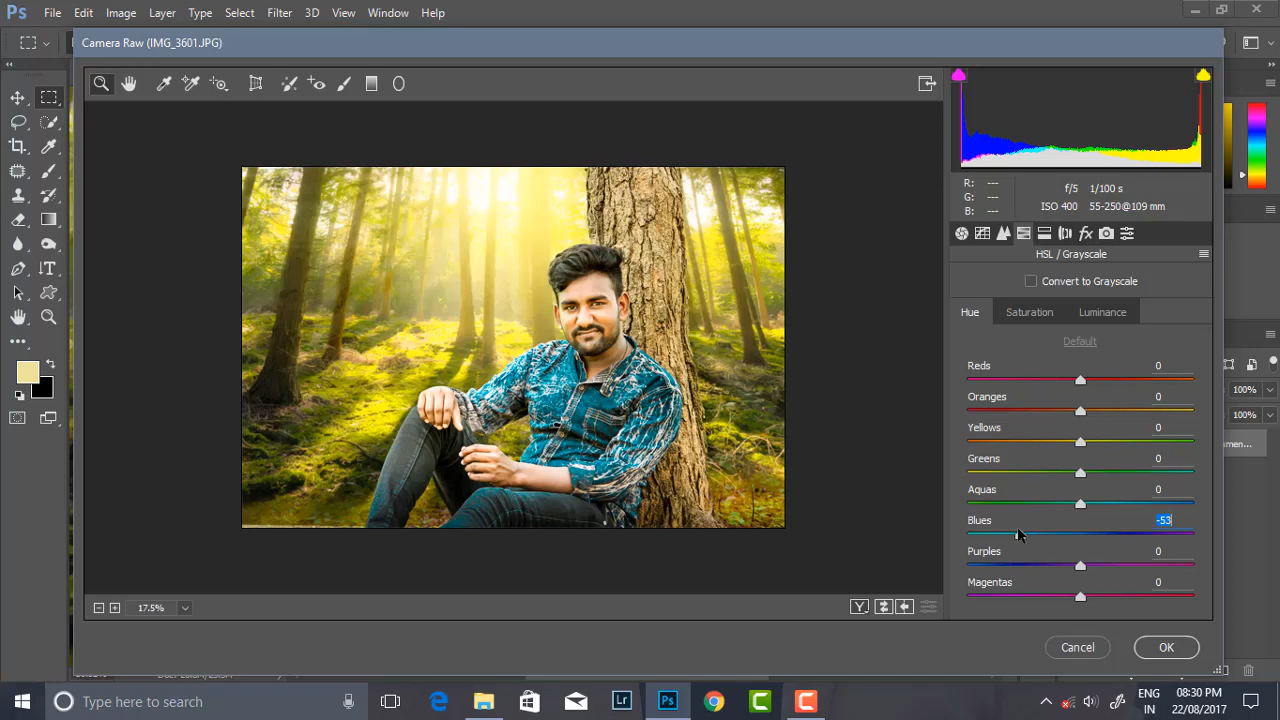 Ps File Edit Image Layer Type Select Filter 3D View Window Help
Camera Raw (IMG_3601.JPG)
R: --- f/5 1/100 s
G: ---
B: --- ISO 400 55-250@109 mm
fx
HSL / Grayscale
Convert to Grayscale
Hue Saturation Luminance
Default
Reds 0
Oranges 0
100%
Yellows 0
100%
Greens 0
Aquas 0
Blues -53
Purples 0
Magentas 0
17.5%
Y
Cancel OK
Type here to search
Lr Ps
ENG 08:30 PM
IN 22/08/2017